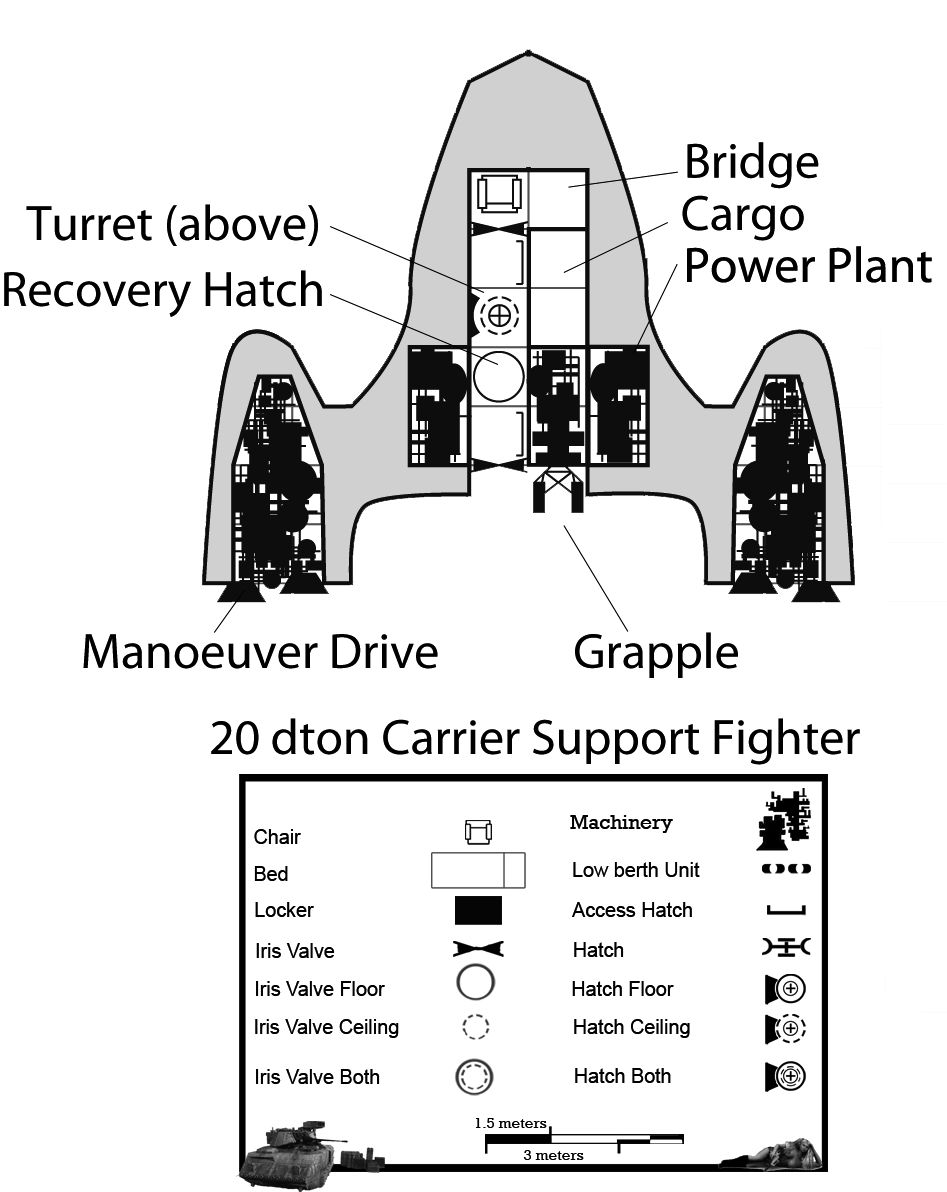 Bridge
Turret (above)
Cargo
Power Plant
Recovery Hatch
Manoeuver Drive
Grapple
20 dton Carrier Support Fighter
Chair
Bed
Locker
Iris Valve
Iris Valve Floor
Iris Valve Ceiling
Iris Valve Both
Machinery
Low berth Unit
Access Hatch
Hatch
Hatch Floor
Hatch Ceiling
Hatch Both
1.5 meters
3 meters